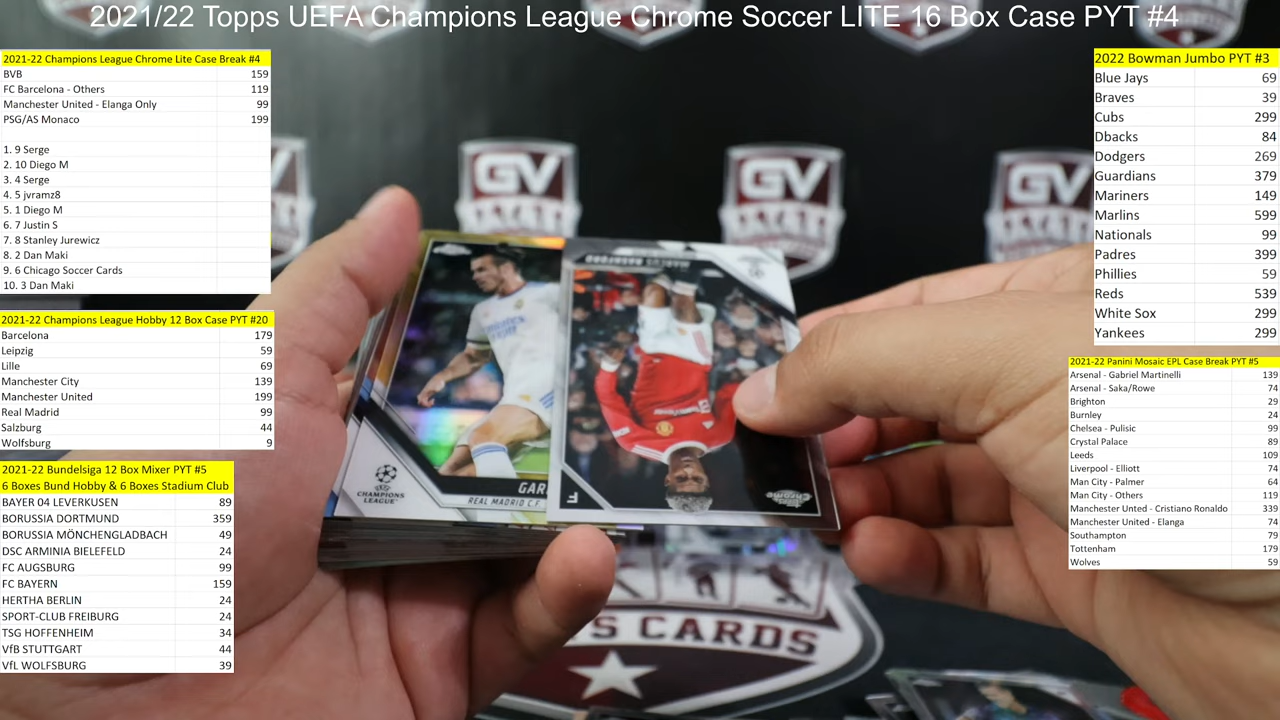 2021/22 Topps UEFA Champions League Chrome Soccer LITE 16 Box Case PYT #4
2021-22 Champions League Chrome Lite Case Break #4
BVB 159
FC Barcelona - Others 119
Manchester United - Elanga Only 99
PSG/AS Monaco 199
1. 9 Serge
2. 10 Diego M
3. 4 Serge
4. 5 jvramz8
5. 1 Diego M
6. 7 Justin S
7. 8 Stanley Jurewicz
8. 2 Dan Maki
9. 6 Chicago Soccer Cards
10. 3 Dan Maki
2021-22 Champions League Hobby 12 Box Case PYT #20
Barcelona 179
Leipzig 59
Lille 69
Manchester City 139
Manchester United 199
Real Madrid 99
Salzburg 44
Wolfsburg 9
2021-22 Bundelsiga 12 Box Mixer PYT #5
6 Boxes Bund Hobby & 6 Boxes Stadium Club
BAYER 04 LEVERKUSEN 89
BORUSSIA DORTMUND 359
BORUSSIA MÖNCHENGLADBACH 49
DSC ARMINIA BIELEFELD 24
FC AUGSBURG 99
FC BAYERN 159
HERTHA BERLIN 24
SPORT-CLUB FREIBURG 24
TSG HOFFENHEIM 34
VfB STUTTGART 44
VfL WOLFSBURG 39
2022 Bowman Jumbo PYT #3
Blue Jays 69
Braves 39
Cubs 299
Dbacks 84
Dodgers 269
Guardians 379
Mariners 149
Marlins 599
Nationals 99
Padres 399
Phillies 59
Reds 539
White Sox 299
Yankees 299
2021-22 Panini Mosaic EPL Case Break PYT #5
Arsenal - Gabriel Martinelli 139
Arsenal - Saka/Rowe 74
Brighton 29
Burnley 24
Chelsea - Pulisic 99
Crystal Palace 89
Leeds 109
Liverpool - Elliott 74
Man City - Palmer 64
Man City - Others 119
Manchester Unted - Cristiano Ronaldo 339
Manchester United - Elanga 74
Southampton 79
Tottenham 179
Wolves 59
GV
GV
GV
Chrome
CHAMPIONS
LEAGUE
GAR
REAL MADRID C.F.
MARCUS RASHFORD
F
Chrome
S CARDS